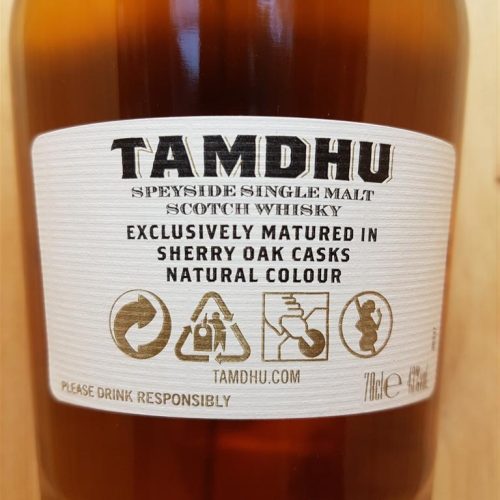 TAMDHU
SPEYSIDE SINGLE MALT
SCOTCH WHISKY
EXCLUSIVELY MATURED IN
SHERRY OAK CASKS
NATURAL COLOUR
TAMDHU.COM
PLEASE DRINK RESPONSIBLY
70cl e